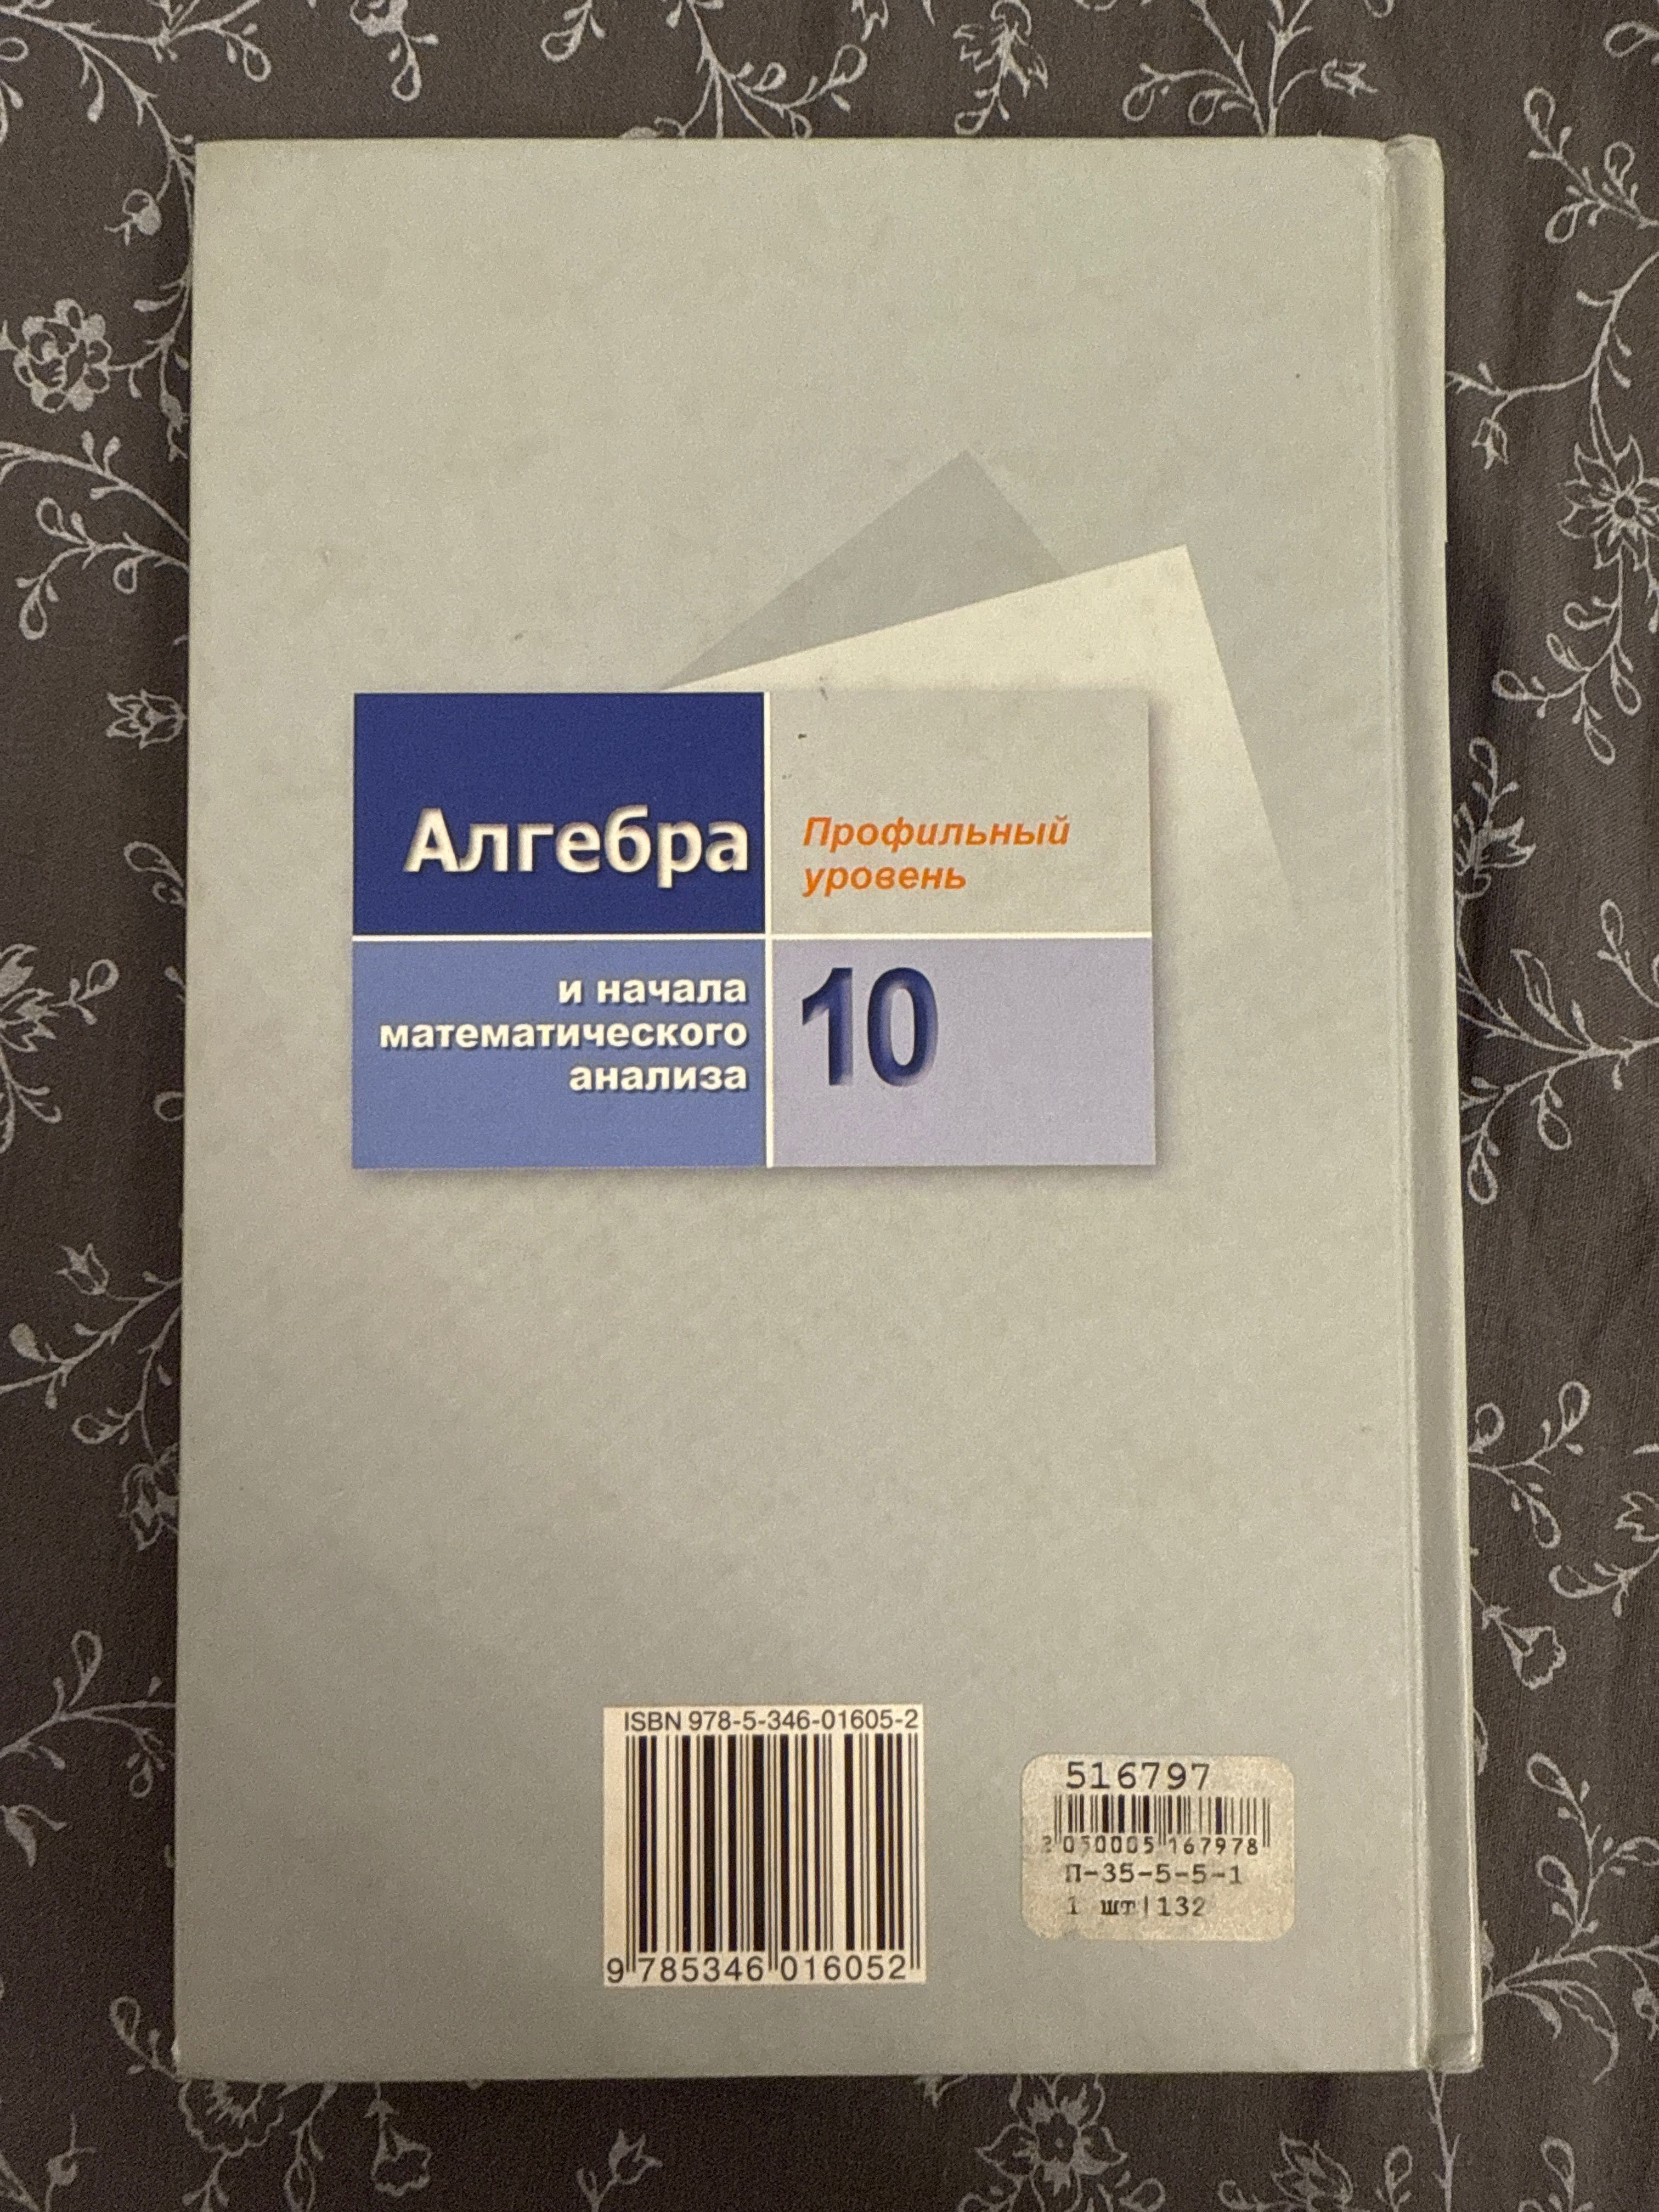 Алгебра
Профильный
уровень
и начала
математического
анализа
10
ISBN 978-5-346-01605-2
9 785346 016052
516797
2 050005 167978
П-35-5-5-1
1 шт|132